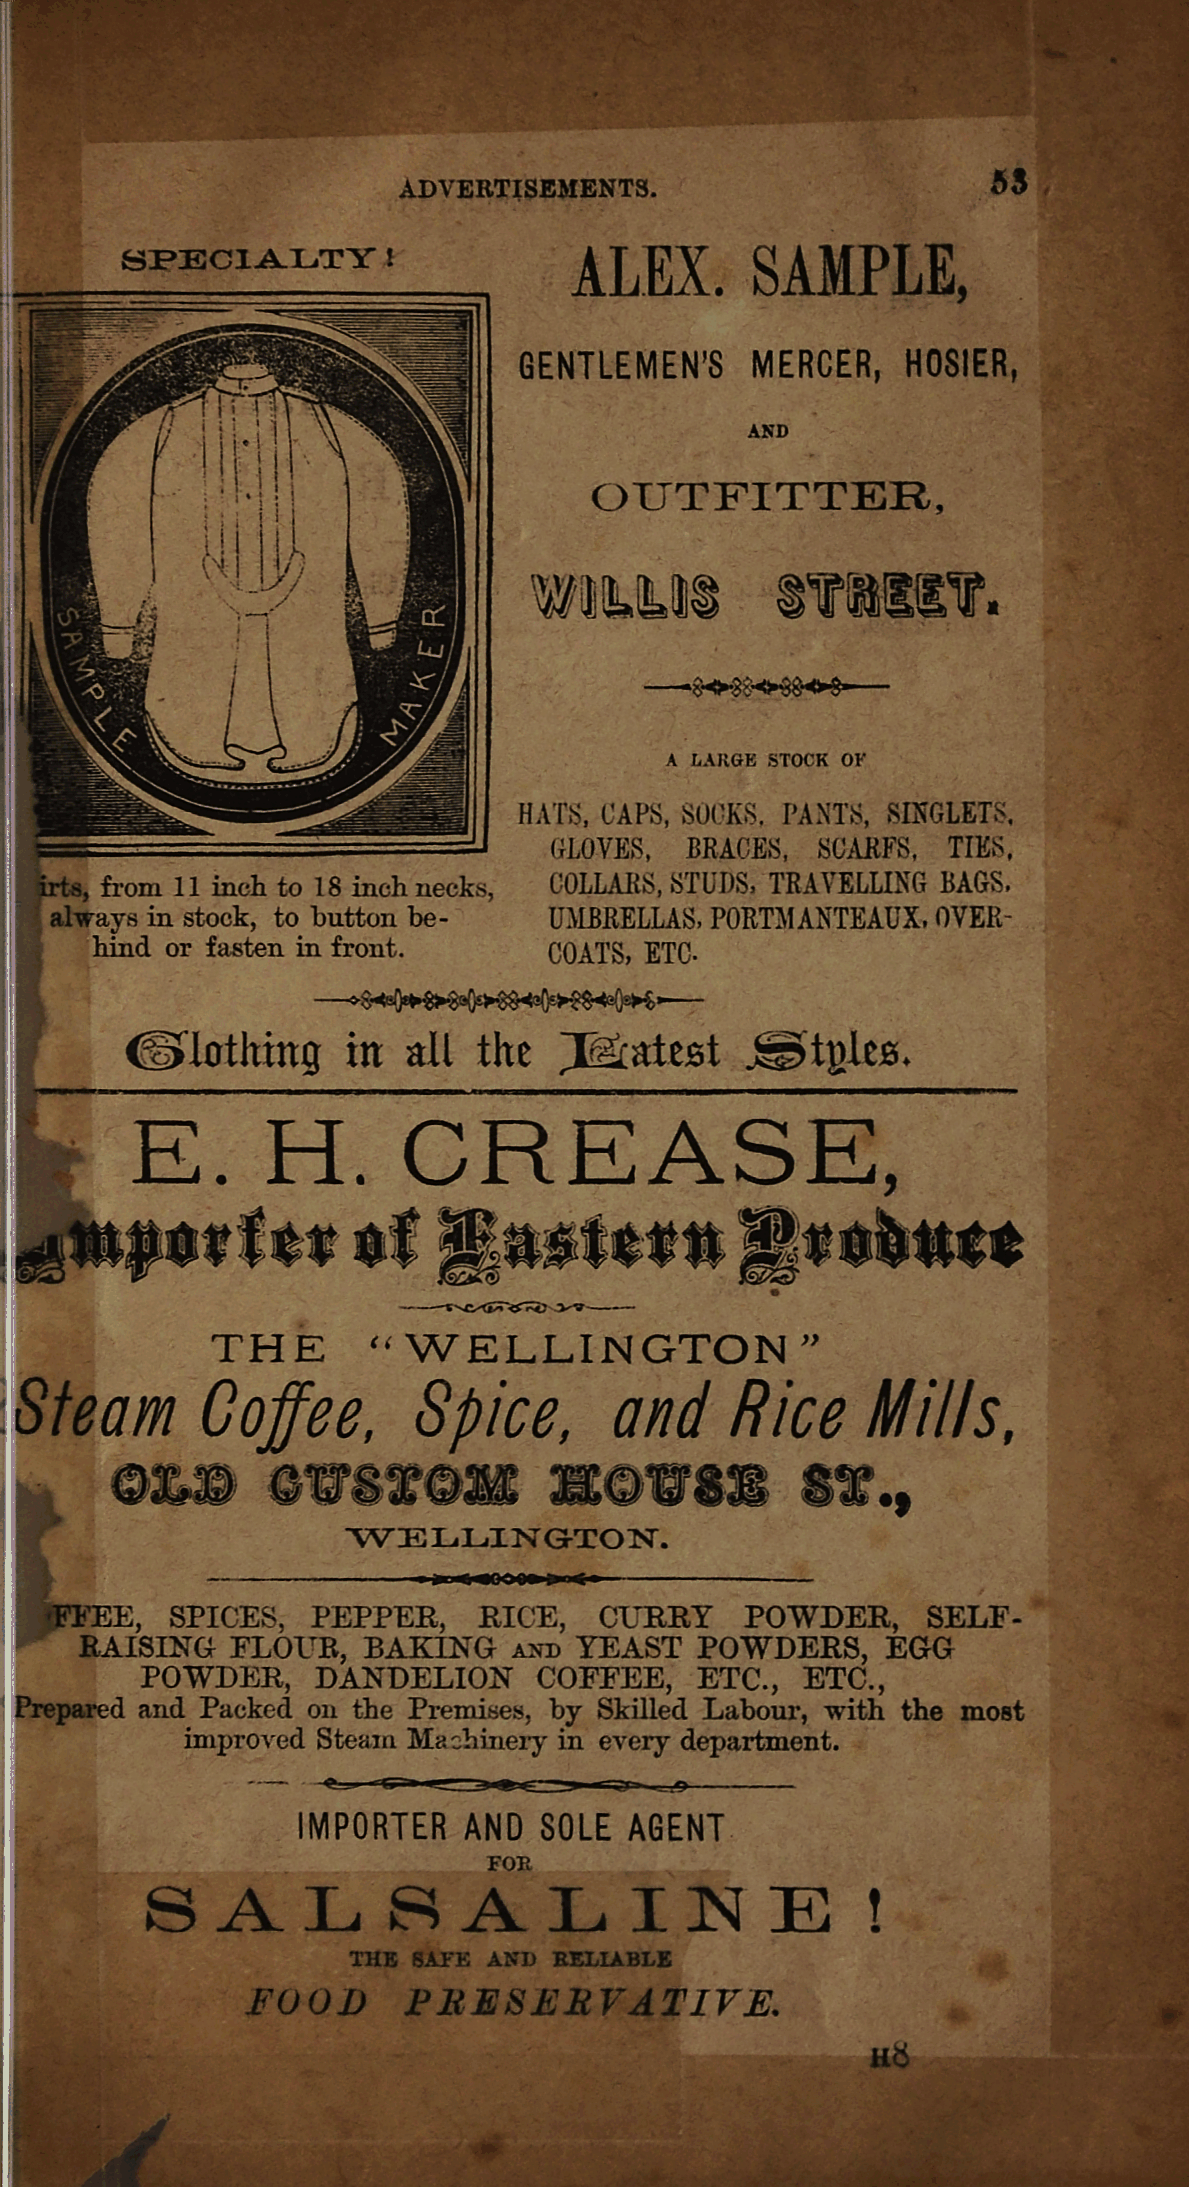 ADVERTISEMENTS. 53
SPECIALTY!
SAMPLE MAKER
irts, from 11 inch to 18 inch necks,
always in stock, to button be-
hind or fasten in front.
ALEX. SAMPLE,
GENTLEMEN'S MERCER, HOSIER,
AND
OUTFITTER,
WILLIS STREET.
A LARGE STOCK OF
HATS, CAPS, SOCKS, PANTS, SINGLETS,
GLOVES, BRACES, SCARFS, TIES,
COLLARS, STUDS, TRAVELLING BAGS,
UMBRELLAS, PORTMANTEAUX, OVER-
COATS, ETC.
Clothing in all the Latest Styles.
E. H. CREASE,
Importer of Eastern Produce
THE "WELLINGTON"
Steam Coffee, Spice, and Rice Mills,
OLD CUSTOM HOUSE ST.,
WELLINGTON.
FFEE, SPICES, PEPPER, RICE, CURRY POWDER, SELF-
RAISING FLOUR, BAKING AND YEAST POWDERS, EGG
POWDER, DANDELION COFFEE, ETC., ETC.,
Prepared and Packed on the Premises, by Skilled Labour, with the most
improved Steam Machinery in every department.
IMPORTER AND SOLE AGENT
FOR
SALSALINE!
THE SAFE AND RELIABLE
FOOD PRESERVATIVE.
H8